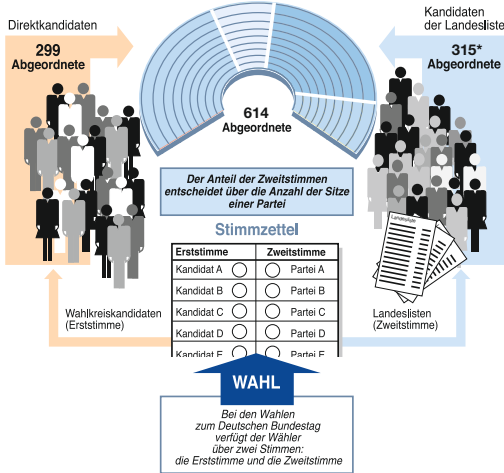 Direktkandidaten
299
Abgeordnete
Kandidaten
der Landesliste
315*
Abgeordnete
614
Abgeordnete
Der Anteil der Zweitstimmen
entscheidet über die Anzahl der Sitze
einer Partei
Stimmzettel
Erststimme Zweitstimme
Kandidat A Partei A
Kandidat B Partei B
Kandidat C Partei C
Kandidat D Partei D
Kandidat E Partei E
Landesliste
Wahlkreiskandidaten
(Erststimme)
Landeslisten
(Zweitstimme)
WAHL
Bei den Wahlen
zum Deutschen Bundestag
verfügt der Wähler
über zwei Stimmen:
die Erststimme und die Zweitstimme